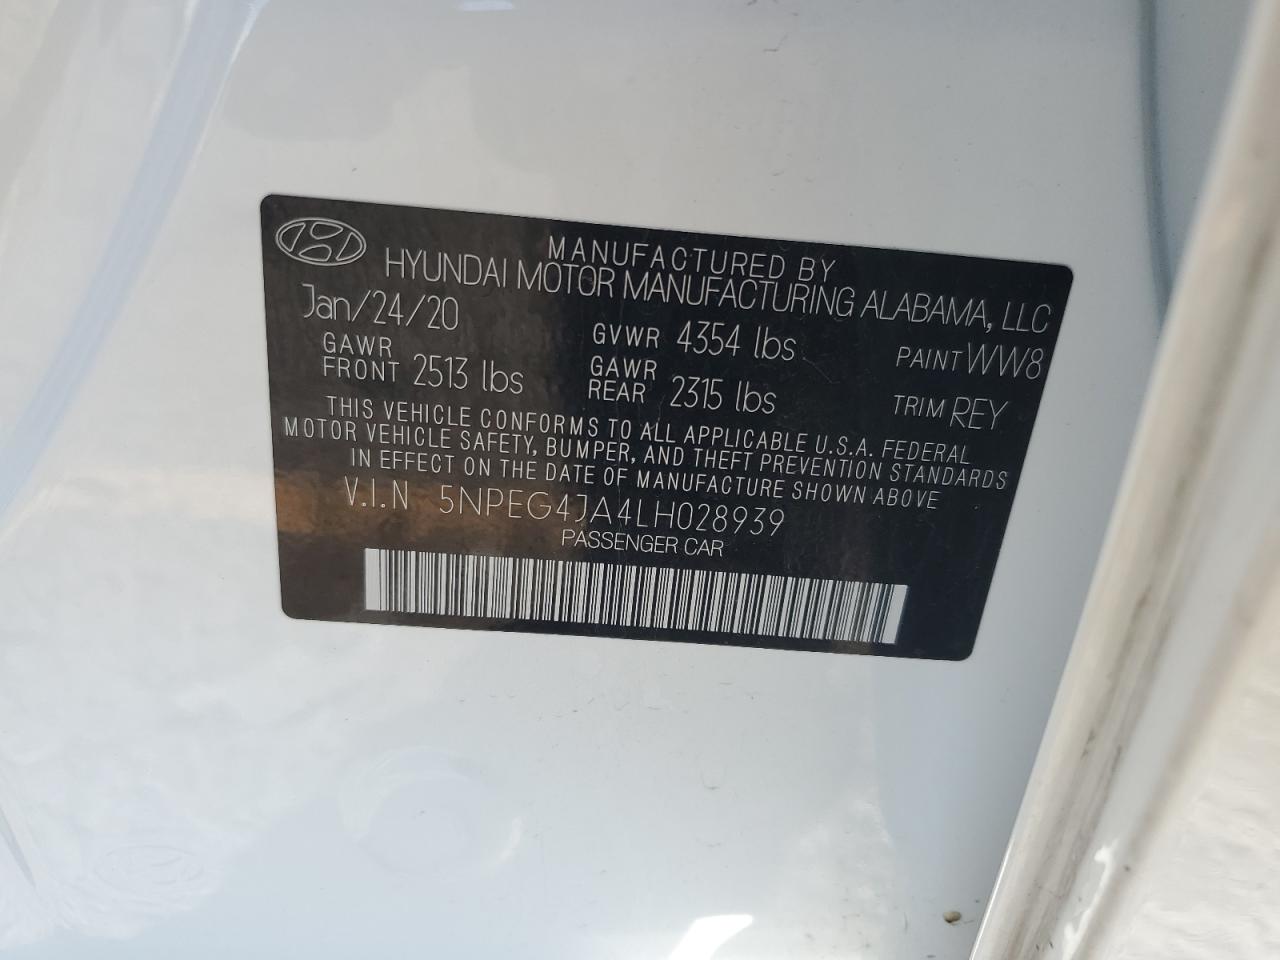 MANUFACTURED BY
HYUNDAI MOTOR MANUFACTURING ALABAMA, LLC
Jan/24/20
GVWR 4354 lbs
PAINT WW8
GAWR FRONT 2513 lbs
GAWR REAR 2315 lbs
TRIM REY
THIS VEHICLE CONFORMS TO ALL APPLICABLE U.S.A. FEDERAL
MOTOR VEHICLE SAFETY, BUMPER, AND THEFT PREVENTION STANDARDS
IN EFFECT ON THE DATE OF MANUFACTURE SHOWN ABOVE
V.I.N 5NPEG4JA4LH028939
PASSENGER CAR